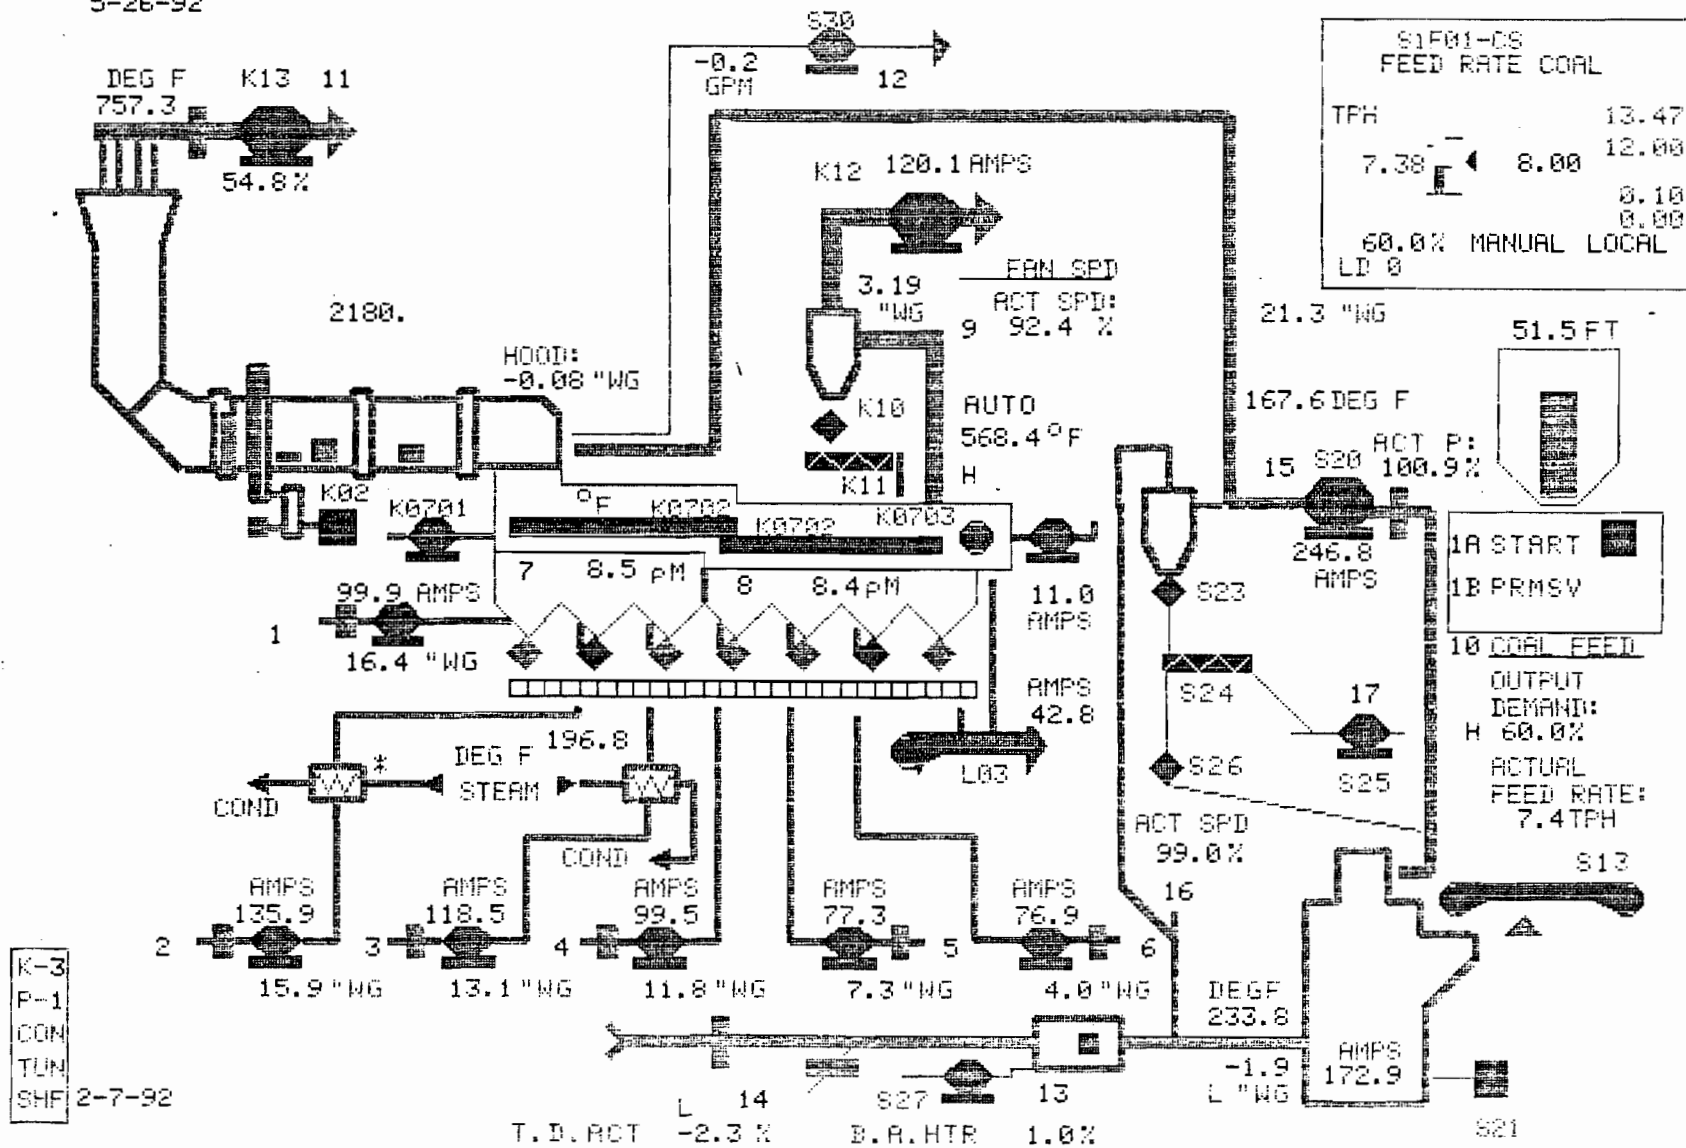 5-26-92
S30
-0.2
GPM
12
DEG F
757.3
K13
11
54.8%
S1F01-CS
FEED RATE COAL
TPH
13.47
12.00
7.38
8.00
0.10
0.00
60.0% MANUAL LOCAL
LD 0
K12
120.1 AMPS
3.19
"WG
FAN SPD
ACT SPD:
92.4 %
9
2180.
HOOD:
-0.08 "WG
21.3 "WG
51.5 FT
K10
AUTO
568.4°F
H
K11
167.6 DEG F
ACT P:
100.9%
15
S20
246.8
AMPS
K02
K0701
°F
K0702
K0702
K0703
7
8.5 pM
8
8.4 pM
11.0
AMPS
99.9 AMPS
1
16.4 "WG
S23
1A START
1B PRMSV
10 COAL FEED
OUTPUT
DEMAND:
H 60.0%
ACTUAL
FEED RATE:
7.4 TPH
S24
17
S25
S26
AMPS
42.8
L03
196.8
DEG F
STEAM
*
COND
COND
ACT SPD
99.0%
16
S13
AMPS
135.9
2
15.9 "WG
AMPS
118.5
3
13.1 "WG
AMPS
99.5
4
11.8 "WG
AMPS
77.3
5
7.3 "WG
AMPS
76.9
6
4.0 "WG
DEGF
233.8
-1.9
L "WG
AMPS
172.9
S21
K-3
P-1
CON
TUN
SHF
2-7-92
L
14
T.D.ACT
-2.3 %
S27
13
B.A.HTR
1.0%